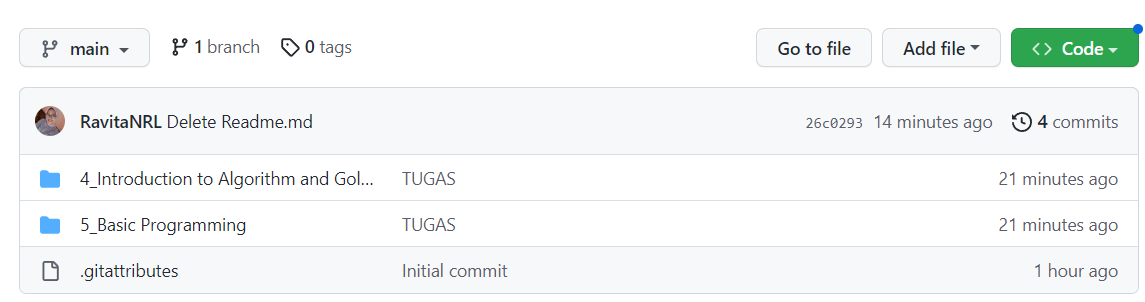 main 1 branch 0 tags Go to file Add file <> Code
RavitaNRL Delete Readme.md 26c0293 14 minutes ago 4 commits
4_Introduction to Algorithm and Gol... TUGAS 21 minutes ago
5_Basic Programming TUGAS 21 minutes ago
.gitattributes Initial commit 1 hour ago